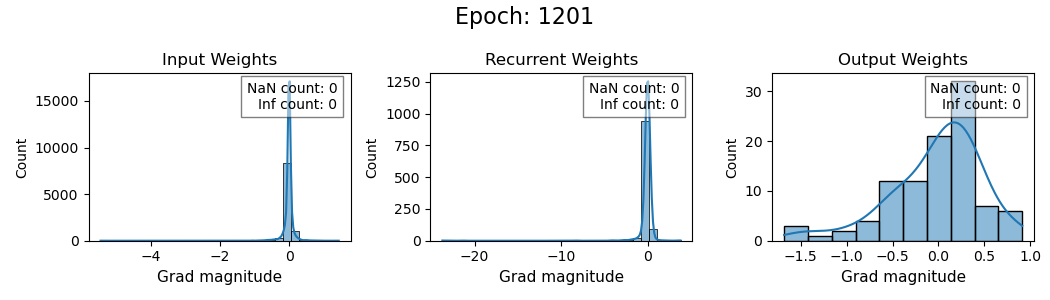 Epoch: 1201
Input Weights
NaN count: 0
Inf count: 0
Count
15000
10000
5000
0
−4
−2
0
Grad magnitude
Recurrent Weights
NaN count: 0
Inf count: 0
Count
1250
1000
750
500
250
0
−20
−10
0
Grad magnitude
Output Weights
NaN count: 0
Inf count: 0
Count
30
20
10
0
−1.5
−1.0
−0.5
0.0
0.5
1.0
Grad magnitude